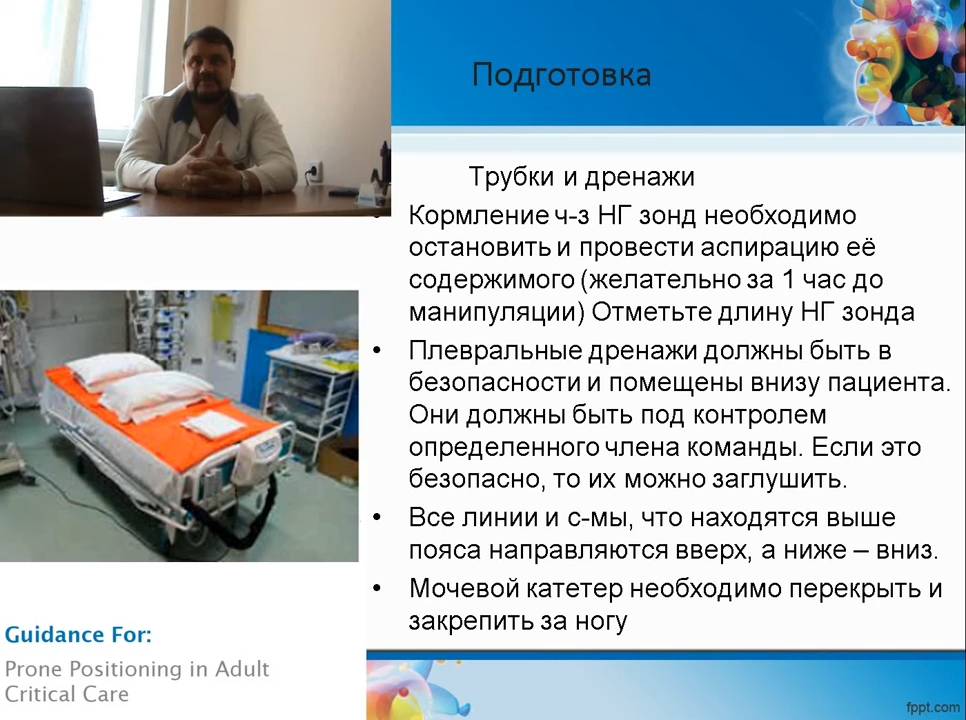 Подготовка
Трубки и дренажи
• Кормление ч-з НГ зонд необходимо
остановить и провести аспирацию её
содержимого (желательно за 1 час до
манипуляции) Отметьте длину НГ зонда
• Плевральные дренажи должны быть в
безопасности и помещены внизу пациента.
Они должны быть под контролем
определенного члена команды. Если это
безопасно, то их можно заглушить.
• Все линии и с-мы, что находятся выше
пояса направляются вверх, а ниже – вниз.
• Мочевой катетер необходимо перекрыть и
закрепить за ногу
Guidance For:
Prone Positioning in Adult
Critical Care
fppt.com